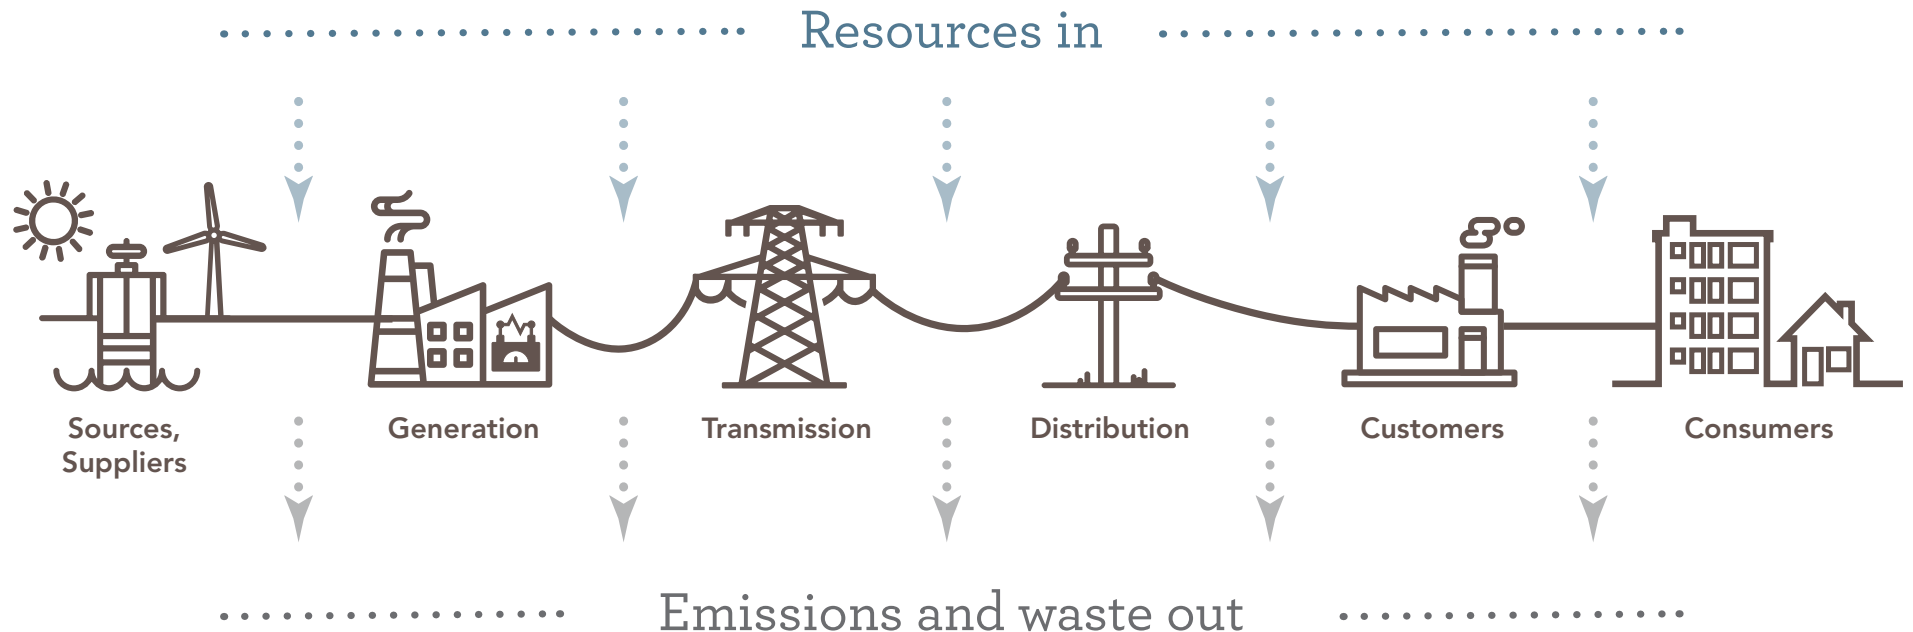 Resources in
Sources,
Suppliers
Generation
Transmission
Distribution
Customers
Consumers
Emissions and waste out